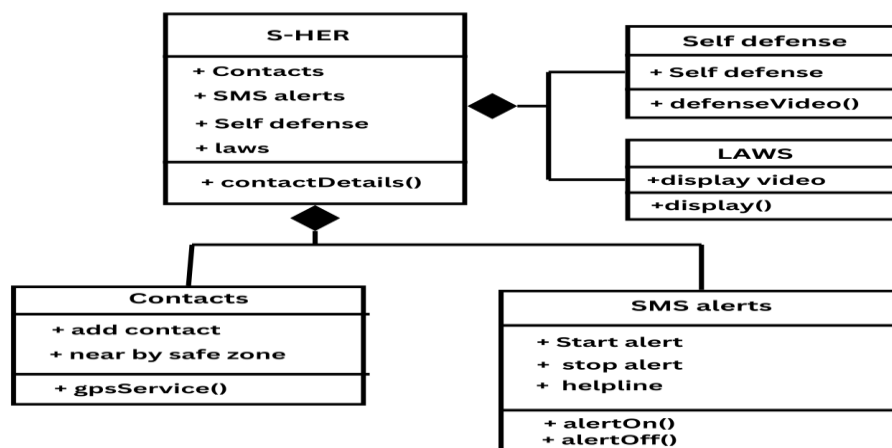 S-HER
+ Contacts
+ SMS alerts
+ Self defense
+ laws
+ contactDetails()
Self defense
+ Self defense
+ defenseVideo()
LAWS
+display video
+display()
Contacts
+ add contact
+ near by safe zone
+ gpsService()
SMS alerts
+ Start alert
+ stop alert
+ helpline
+ alertOn()
+ alertOff()